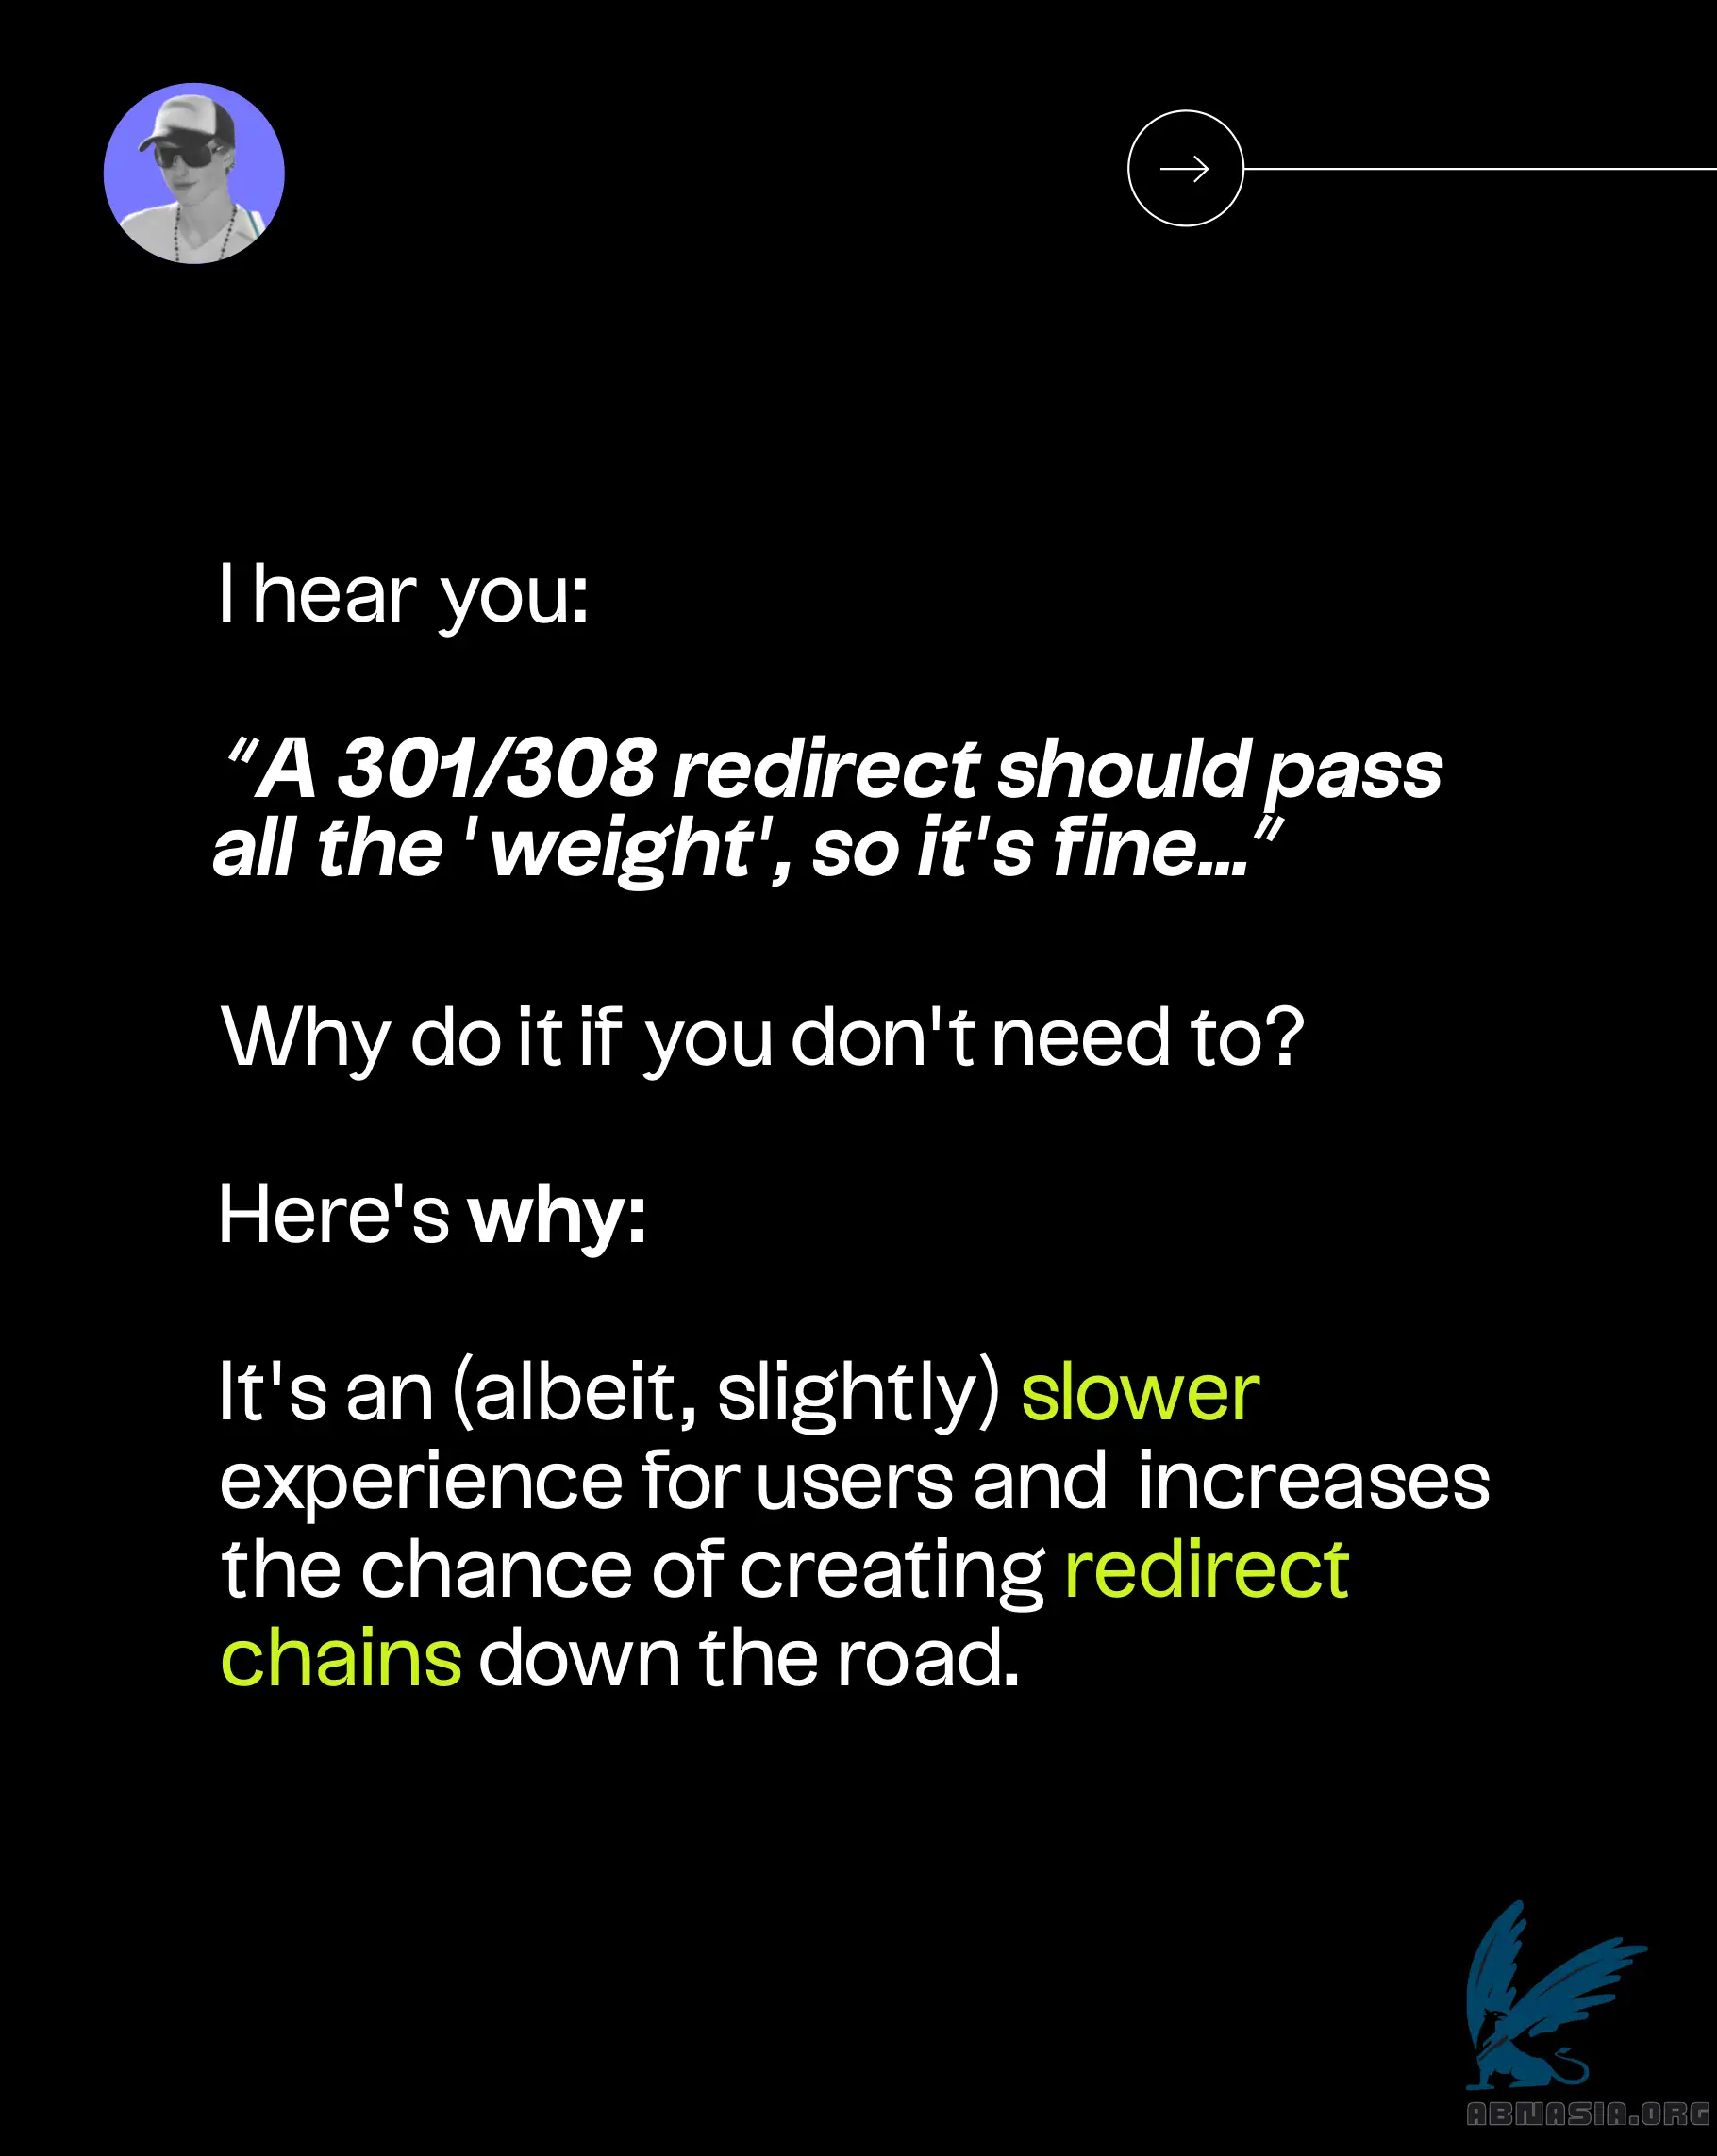 I hear you:
"A 301/308 redirect should pass
all the 'weight', so it's fine..."
Why do it if you don't need to?
Here's why:
It's an (albeit, slightly) slower
experience for users and increases
the chance of creating redirect
chains down the road.
ABMASIA.ORG